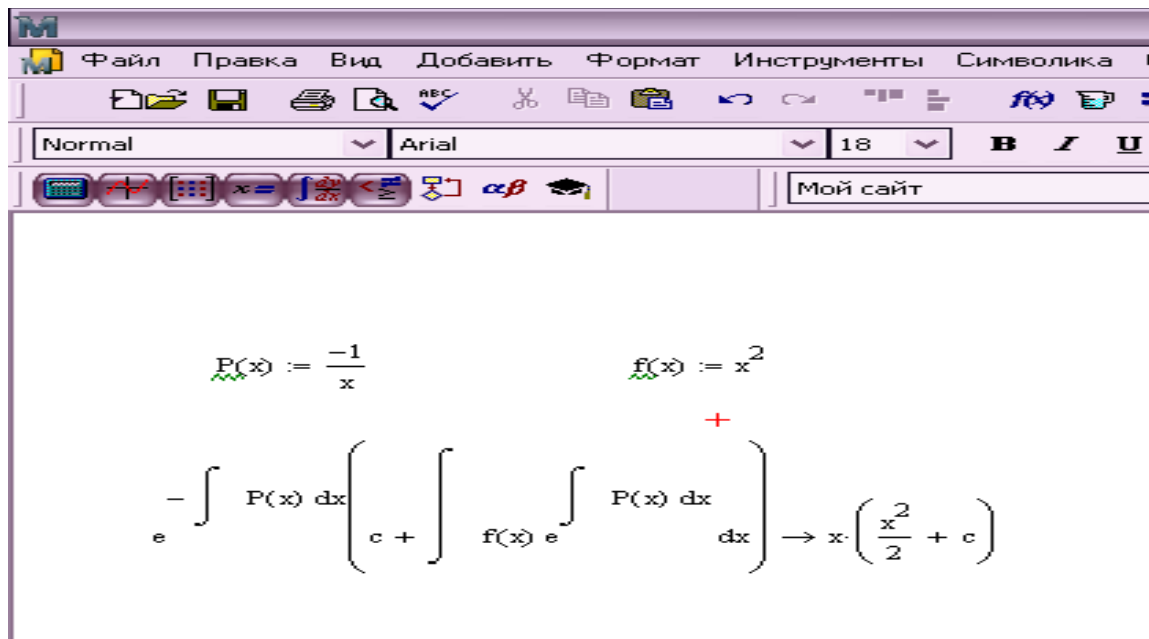 Файл Правка Вид Добавить Формат Инструменты Символика
Normal Arial 18 B I U
Мой сайт
P(x) := -1/x f(x) := x^2
e^(-∫ P(x) dx) (c + ∫ f(x) e^(∫ P(x) dx) dx) → x·(x^2/2 + c)